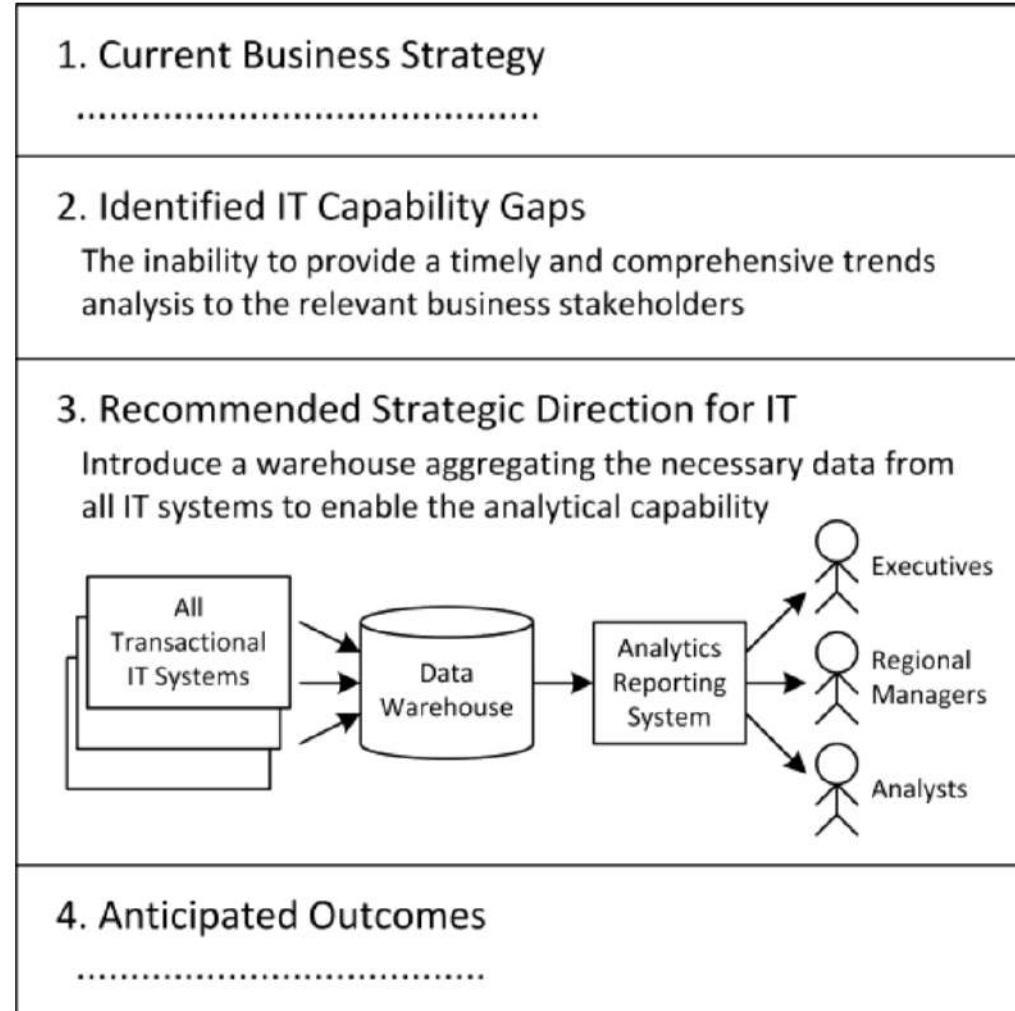 1. Current Business Strategy
............................................
2. Identified IT Capability Gaps
The inability to provide a timely and comprehensive trends
analysis to the relevant business stakeholders
3. Recommended Strategic Direction for IT
Introduce a warehouse aggregating the necessary data from
all IT systems to enable the analytical capability
All
Transactional
IT Systems
Data
Warehouse
Analytics
Reporting
System
Executives
Regional
Managers
Analysts
4. Anticipated Outcomes
.......................................